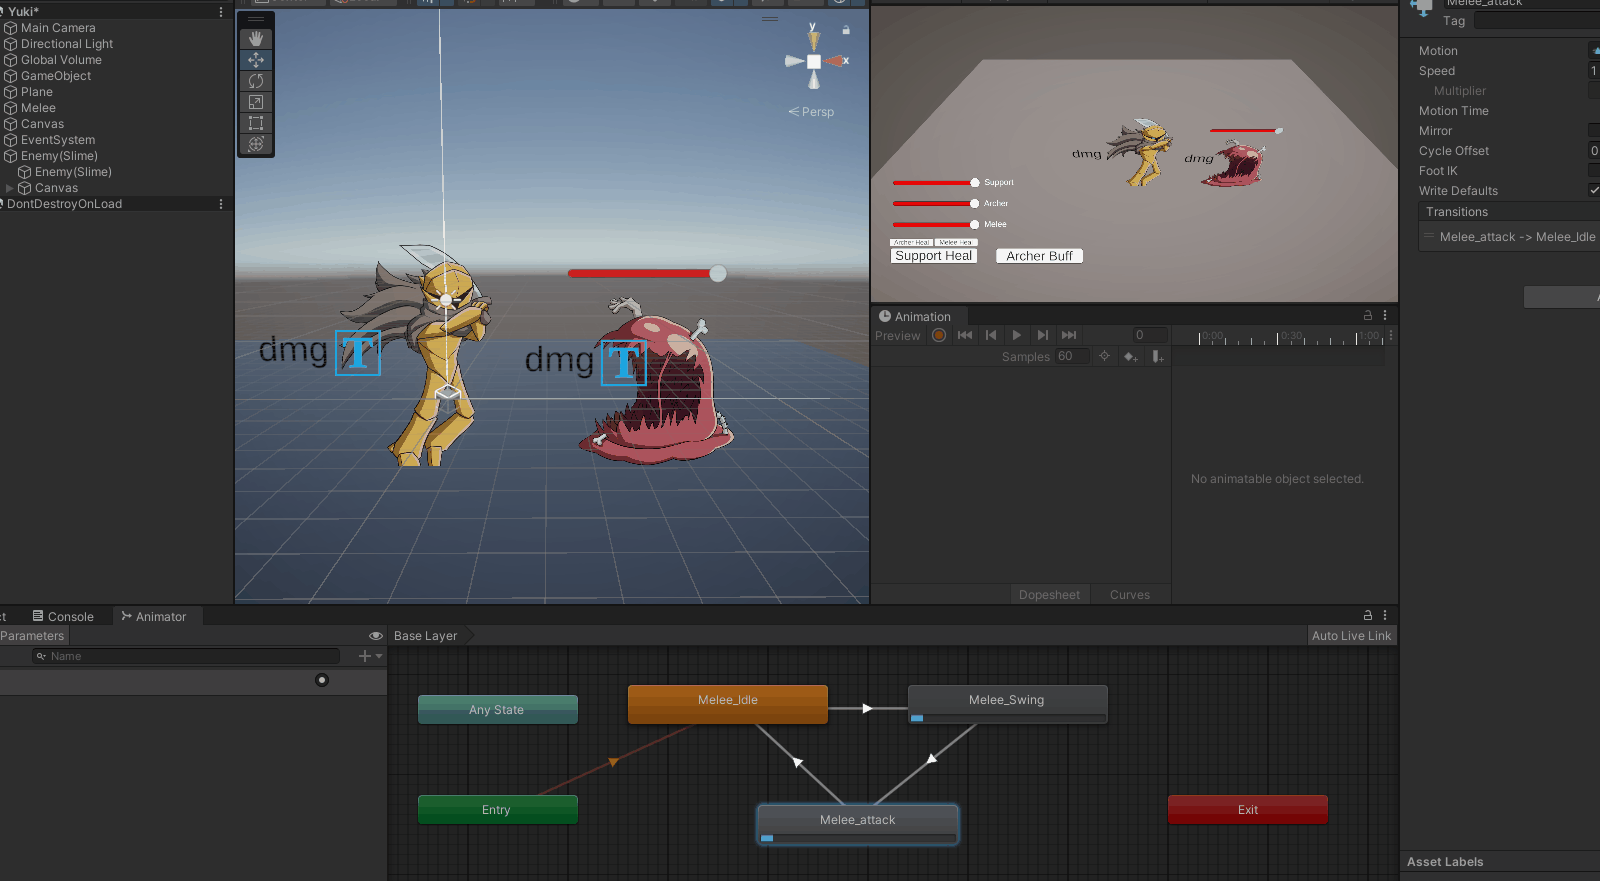 Yuki*
Main Camera
Directional Light
Global Volume
GameObject
Plane
Melee
Canvas
EventSystem
Enemy(Slime)
Enemy(Slime)
Canvas
DontDestroyOnLoad
y
x
Persp
dmg T
dmg T
dmg
dmg
Support
Archer
Melee
Archer Heal Melee Heal
Support Heal
Archer Buff
Animation
Preview
0
0:00
0:30
1:00
Samples 60
No animatable object selected.
Dopesheet
Curves
Melee_attack
Tag
Motion
Speed 1
Multiplier
Motion Time
Mirror
Cycle Offset 0
Foot IK
Write Defaults
Transitions
Melee_attack -> Melee_Idle
Console
Animator
Parameters
Base Layer
Auto Live Link
Name
Any State
Melee_Idle
Melee_Swing
Entry
Melee_attack
Exit
Asset Labels